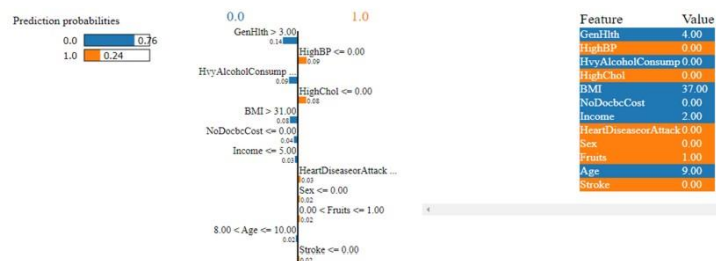 Prediction probabilities
0.0 0.76
1.0 0.24
0.0 1.0
GenHlth > 3.00
0.14
HighBP <= 0.00
0.09
HvyAlcoholConsump ...
0.09
HighChol <= 0.00
0.08
BMI > 31.00
0.08
NoDocbcCost <= 0.00
0.04
Income <= 5.00
0.03
HeartDiseaseorAttack ...
0.03
Sex <= 0.00
0.02
0.00 < Fruits <= 1.00
0.02
8.00 < Age <= 10.00
0.02
Stroke <= 0.00
0.02
Feature Value
GenHlth 4.00
HighBP 0.00
HvyAlcoholConsump 0.00
HighChol 0.00
BMI 37.00
NoDocbcCost 0.00
Income 2.00
HeartDiseaseorAttack 0.00
Sex 0.00
Fruits 1.00
Age 9.00
Stroke 0.00